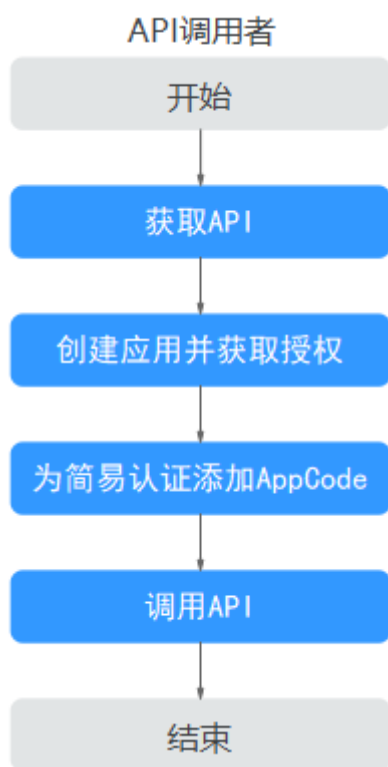 API调用者
开始
获取API
创建应用并获取授权
为简易认证添加AppCode
调用API
结束